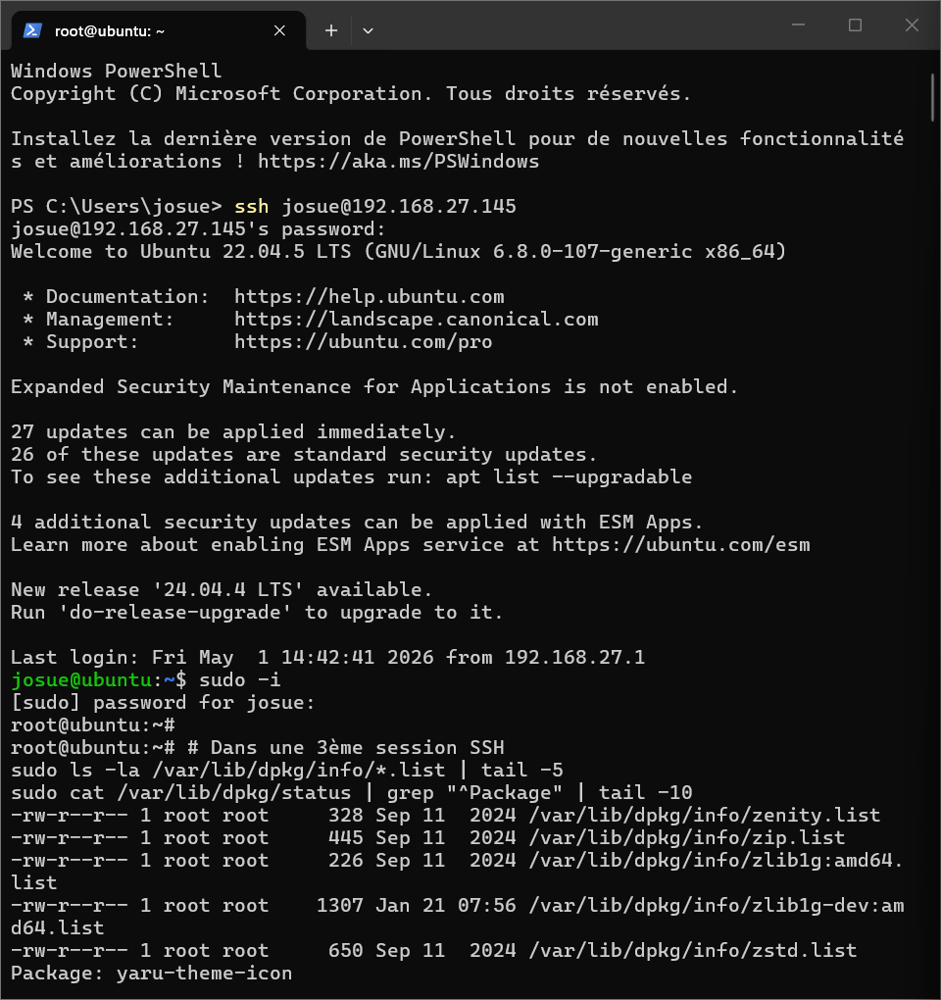 root@ubuntu: ~
Windows PowerShell
Copyright (C) Microsoft Corporation. Tous droits réservés.
Installez la dernière version de PowerShell pour de nouvelles fonctionnalité
s et améliorations ! https://aka.ms/PSWindows
PS C:\Users\josue> ssh josue@192.168.27.145
josue@192.168.27.145's password:
Welcome to Ubuntu 22.04.5 LTS (GNU/Linux 6.8.0-107-generic x86_64)
 * Documentation:  https://help.ubuntu.com
 * Management:     https://landscape.canonical.com
 * Support:        https://ubuntu.com/pro
Expanded Security Maintenance for Applications is not enabled.
27 updates can be applied immediately.
26 of these updates are standard security updates.
To see these additional updates run: apt list --upgradable
4 additional security updates can be applied with ESM Apps.
Learn more about enabling ESM Apps service at https://ubuntu.com/esm
New release '24.04.4 LTS' available.
Run 'do-release-upgrade' to upgrade to it.
Last login: Fri May  1 14:42:41 2026 from 192.168.27.1
josue@ubuntu:~$ sudo -i
[sudo] password for josue:
root@ubuntu:~#
root@ubuntu:~# # Dans une 3ème session SSH
sudo ls -la /var/lib/dpkg/info/*.list | tail -5
sudo cat /var/lib/dpkg/status | grep "^Package" | tail -10
-rw-r--r-- 1 root root     328 Sep 11  2024 /var/lib/dpkg/info/zenity.list
-rw-r--r-- 1 root root     445 Sep 11  2024 /var/lib/dpkg/info/zip.list
-rw-r--r-- 1 root root     226 Sep 11  2024 /var/lib/dpkg/info/zlib1g:amd64.
list
-rw-r--r-- 1 root root    1307 Jan 21 07:56 /var/lib/dpkg/info/zlib1g-dev:am
d64.list
-rw-r--r-- 1 root root     650 Sep 11  2024 /var/lib/dpkg/info/zstd.list
Package: yaru-theme-icon